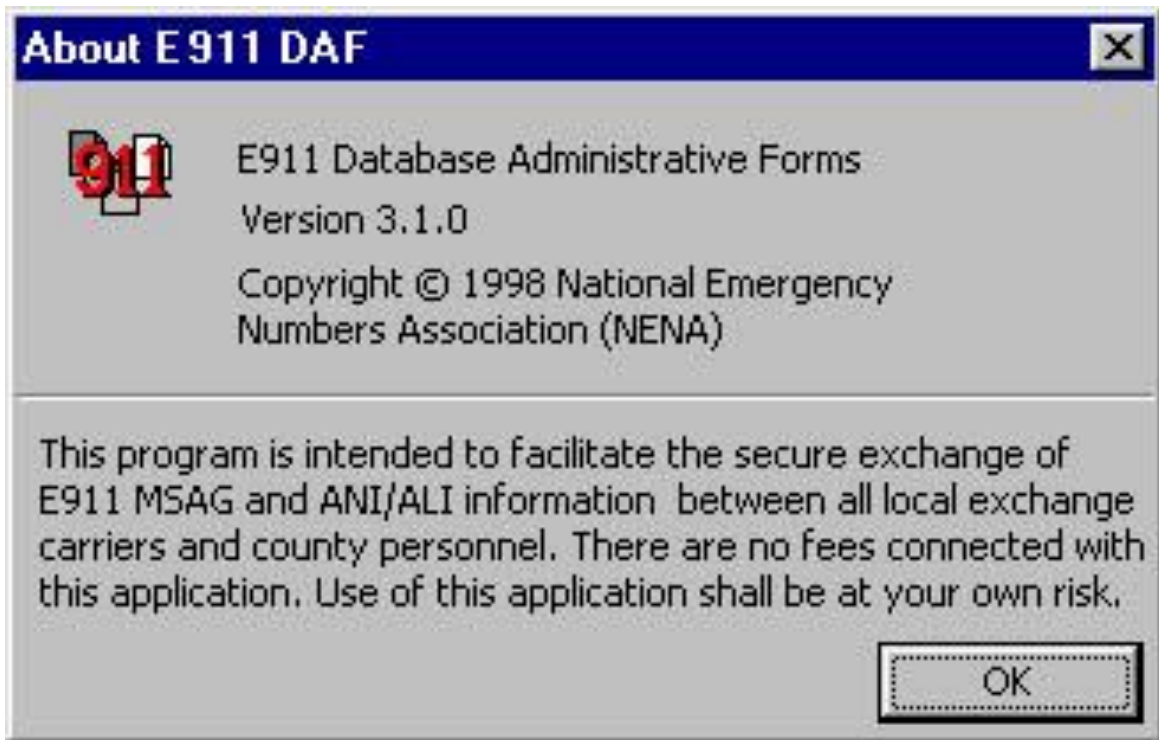 About E911 DAF
911
E911 Database Administrative Forms
Version 3.1.0
Copyright © 1998 National Emergency
Numbers Association (NENA)
This program is intended to facilitate the secure exchange of
E911 MSAG and ANI/ALI information  between all local exchange
carriers and county personnel. There are no fees connected with
this application. Use of this application shall be at your own risk.
OK